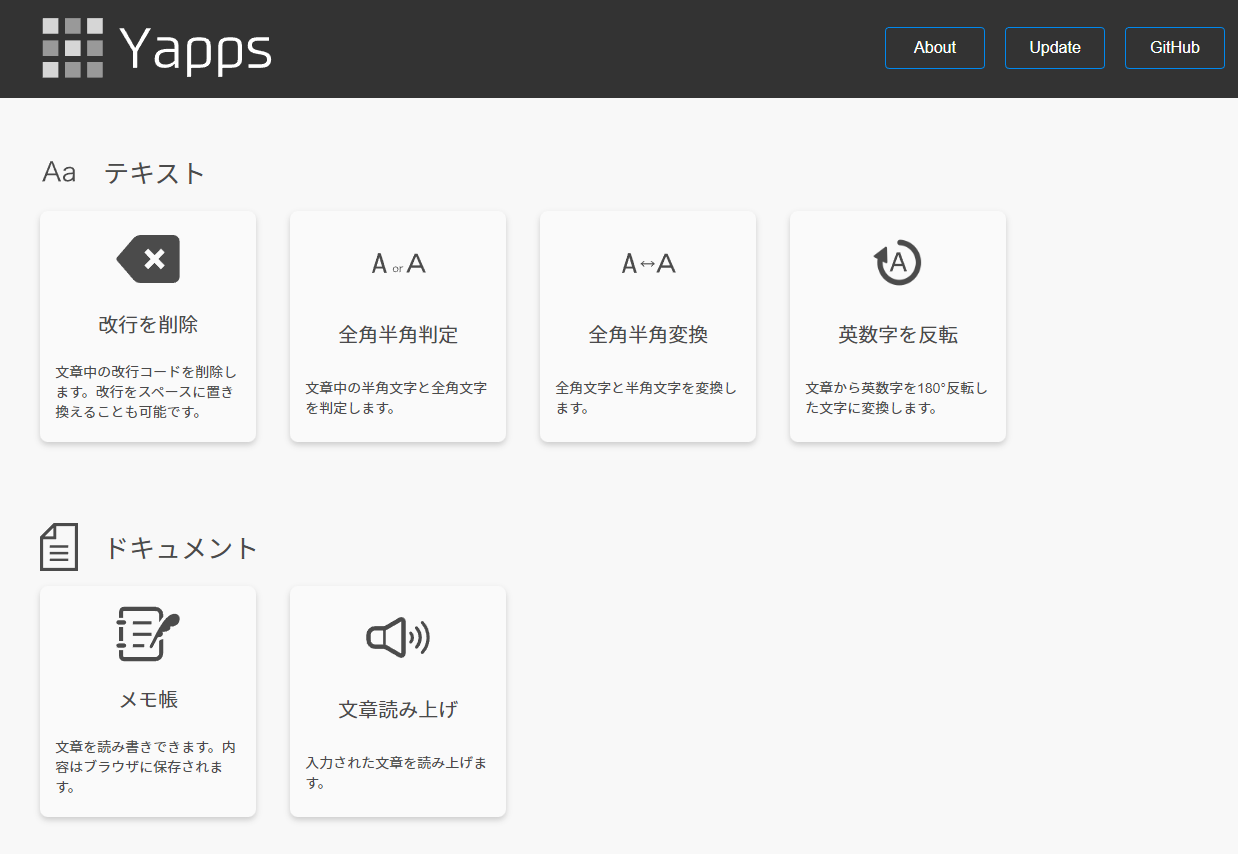 Yapps
About
Update
GitHub
Aa テキスト
A or A
A↔A
A
改行を削除
全角半角判定
全角半角変換
英数字を反転
文章中の改行コードを削除し
ます。改行をスペースに置き
換えることも可能です。
文章中の半角文字と全角文字
を判定します。
全角文字と半角文字を変換し
ます。
文章から英数字を180°反転し
た文字に変換します。
ドキュメント
メモ帳
文章を読み書きできます。内
容はブラウザに保存されま
す。
文章読み上げ
入力された文章を読み上げま
す。